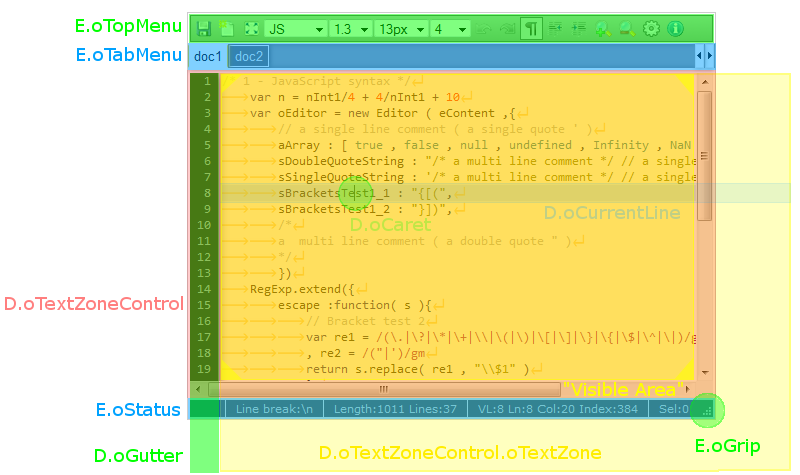 E.oTopMenu
JS 1.3 13px 4 ¶
E.oTabMenu
doc1 doc2
1 /* 1 - JavaScript syntax */
2 var n = nInt1/4 + 4/nInt1 + 10
3 var oEditor = new Editor ( eContent ,{
4 // a single line comment ( a single quote ' )
5 aArray : [ true , false , null , undefined , Infinity , NaN
6 sDoubleQuoteString : "/* a multi line comment */ // a single
7 sSingleQuoteString : '/* a multi line comment */ // a single
8 sBracketsTest1_1 : "{[(",
9 sBracketsTest1_2 : "}])",
D.oCurrentLine
D.oCaret
10 /*
11 a multi line comment ( a double quote " )
12 */
13 })
14 RegExp.extend({
D.oTextZoneControl
15 escape :function( s ){
16 // Bracket test 2
17 var re1 = /(\.|\?|\*|\+|\\|\(|\)|\[|\]|\}|\{|\$|\^|\|)/g
18 , re2 = /("|')/gm
19 return s.replace( re1 , "\\$1" )
"Visible Area"
E.oStatus
Line break:\n Length:1011 Lines:37 VL:8 Ln:8 Col:20 Index:384 Sel:0
E.oGrip
D.oGutter
D.oTextZoneControl.oTextZone